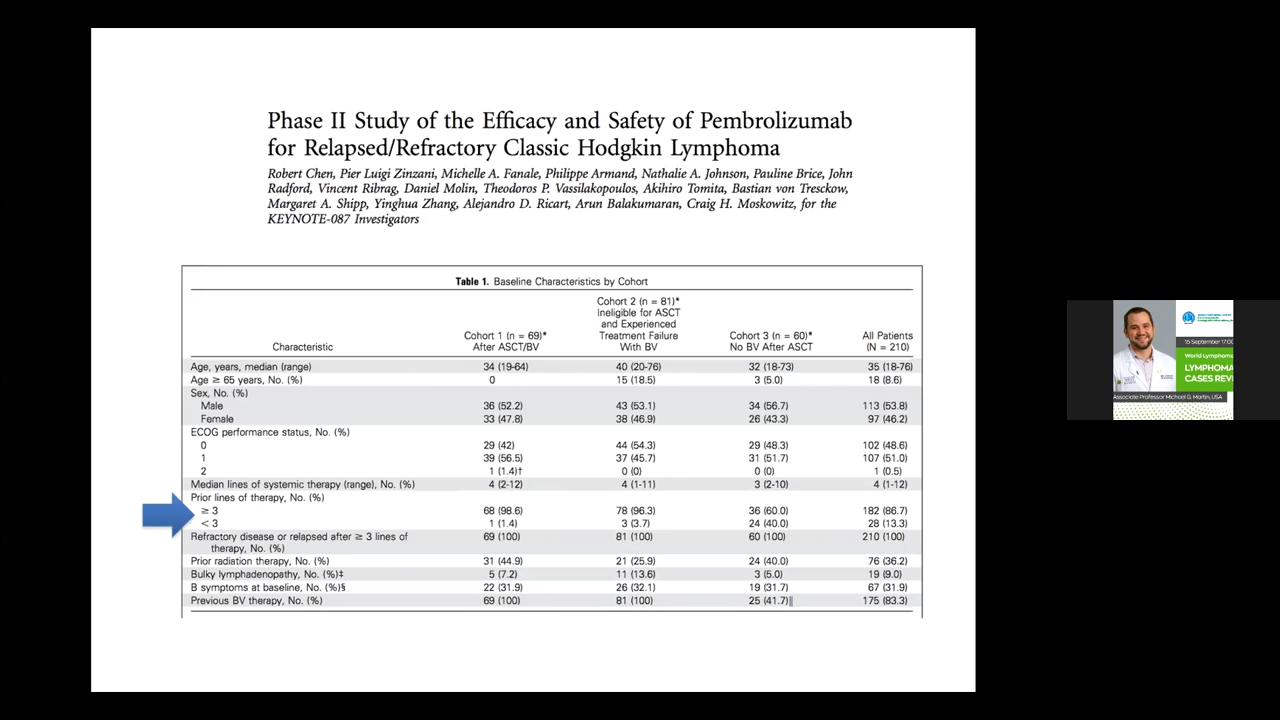 Phase II Study of the Efficacy and Safety of Pembrolizumab
for Relapsed/Refractory Classic Hodgkin Lymphoma
Robert Chen, Pier Luigi Zinzani, Michelle A. Fanale, Philippe Armand, Nathalie A. Johnson, Pauline Brice, John
Radford, Vincent Ribrag, Daniel Molin, Theodoros P. Vassilakopoulos, Akihiro Tomita, Bastian von Tresckow,
Margaret A. Shipp, Yinghua Zhang, Alejandro D. Ricart, Arun Balakumaran, Craig H. Moskowitz, for the
KEYNOTE-087 Investigators
Table 1. Baseline Characteristics by Cohort
Characteristic
Cohort 1 (n = 69)*
After ASCT/BV
Cohort 2 (n = 81)*
Ineligible for ASCT
and Experienced
Treatment Failure
With BV
Cohort 3 (n = 60)*
No BV After ASCT
All Patients
(N = 210)
Age, years, median (range) 34 (19-64) 40 (20-76) 32 (18-73) 35 (18-76)
Age ≥ 65 years, No. (%) 0 15 (18.5) 3 (5.0) 18 (8.6)
Sex, No. (%)
Male 36 (52.2) 43 (53.1) 34 (56.7) 113 (53.8)
Female 33 (47.8) 38 (46.9) 26 (43.3) 97 (46.2)
ECOG performance status, No. (%)
0 29 (42) 44 (54.3) 29 (48.3) 102 (48.6)
1 39 (56.5) 37 (45.7) 31 (51.7) 107 (51.0)
2 1 (1.4)† 0 (0) 0 (0) 1 (0.5)
Median lines of systemic therapy (range), No. (%) 4 (2-12) 4 (1-11) 3 (2-10) 4 (1-12)
Prior lines of therapy, No. (%)
≥ 3 68 (98.6) 78 (96.3) 36 (60.0) 182 (86.7)
< 3 1 (1.4) 3 (3.7) 24 (40.0) 28 (13.3)
Refractory disease or relapsed after ≥ 3 lines of 69 (100) 81 (100) 60 (100) 210 (100)
therapy, No. (%)
Prior radiation therapy, No. (%) 31 (44.9) 21 (25.9) 24 (40.0) 76 (36.2)
Bulky lymphadenopathy, No. (%)‡ 5 (7.2) 11 (13.6) 3 (5.0) 19 (9.0)
B symptoms at baseline, No. (%)§ 22 (31.9) 26 (32.1) 19 (31.7) 67 (31.9)
Previous BV therapy, No. (%) 69 (100) 81 (100) 25 (41.7)‖ 175 (83.3)
15 September 17:00
World Lymphoma
LYMPHOMA
CASES REVI
Associate Professor Michael G. Martin, USA